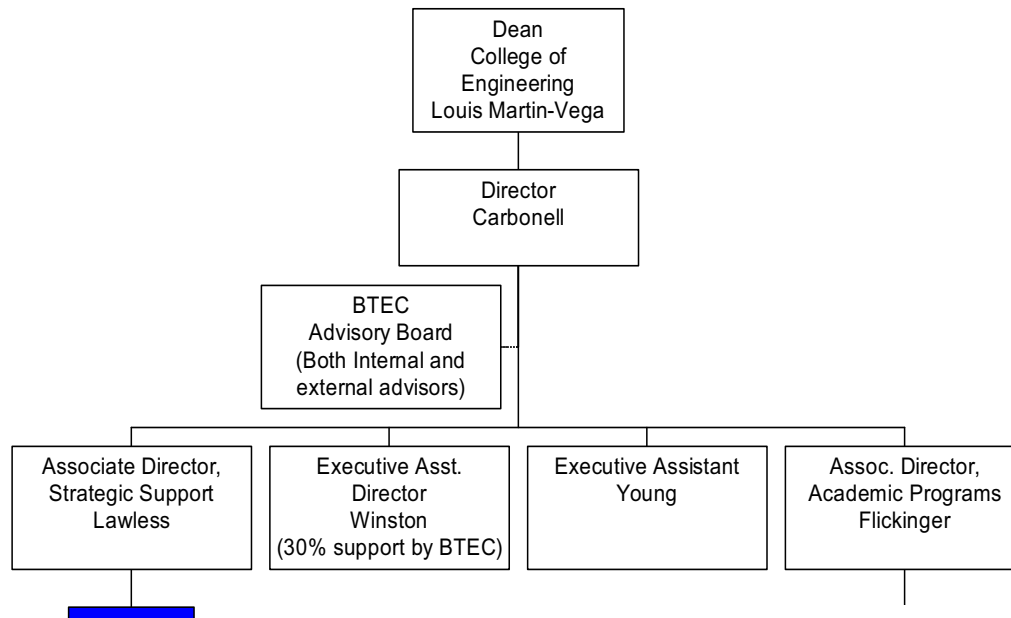 Dean
College of
Engineering
Louis Martin-Vega
Director
Carbonell
BTEC
Advisory Board
(Both Internal and
external advisors)
Associate Director,
Strategic Support
Lawless
Executive Asst.
Director
Winston
(30% support by BTEC)
Executive Assistant
Young
Assoc. Director,
Academic Programs
Flickinger